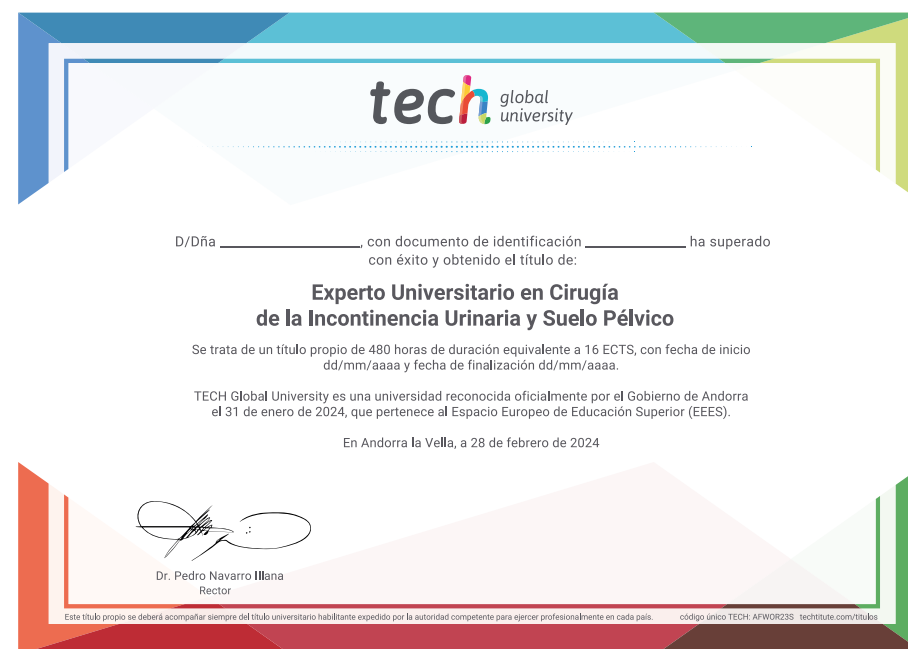 tech global
university
D/Dña ______________, con documento de identificación __________ ha superado
con éxito y obtenido el título de:
Experto Universitario en Cirugía
de la Incontinencia Urinaria y Suelo Pélvico
Se trata de un título propio de 480 horas de duración equivalente a 16 ECTS, con fecha de inicio
dd/mm/aaaa y fecha de finalización dd/mm/aaaa.
TECH Global University es una universidad reconocida oficialmente por el Gobierno de Andorra
el 31 de enero de 2024, que pertenece al Espacio Europeo de Educación Superior (EEES).
En Andorra la Vella, a 28 de febrero de 2024
Dr. Pedro Navarro Illana
Rector
Este título propio se deberá acompañar siempre del título universitario habilitante expedido por la autoridad competente para ejercer profesionalmente en cada país. código único TECH: AFWOR23S techtitute.com/titulos